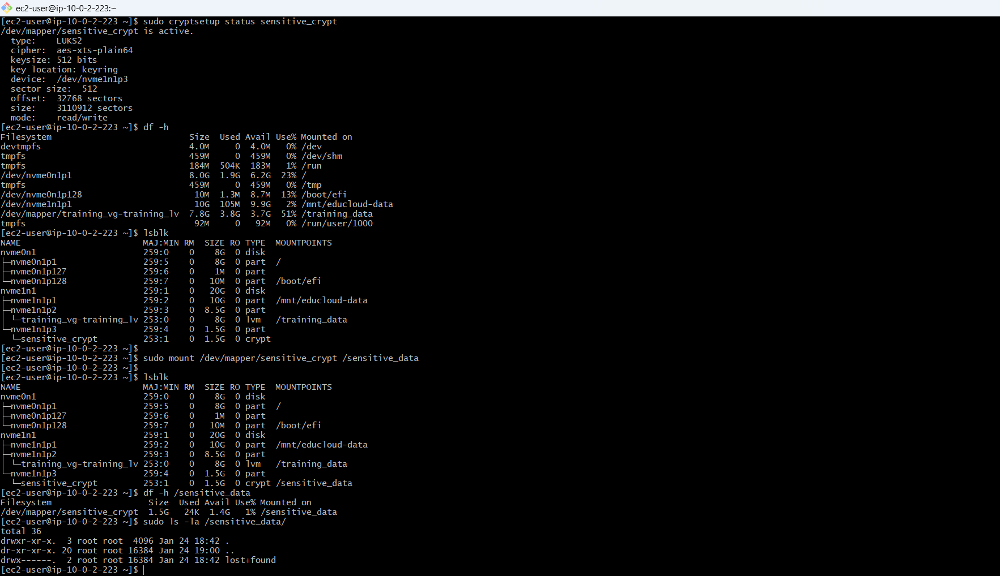 ec2-user@ip-10-0-2-223:~
[ec2-user@ip-10-0-2-223 ~]$ sudo cryptsetup status sensitive_crypt
/dev/mapper/sensitive_crypt is active.
  type:    LUKS2
  cipher:  aes-xts-plain64
  keysize: 512 bits
  key location: keyring
  device:  /dev/nvme1n1p3
  sector size:  512
  offset:  32768 sectors
  size:    3110912 sectors
  mode:    read/write
[ec2-user@ip-10-0-2-223 ~]$ df -h
Filesystem                           Size  Used Avail Use% Mounted on
devtmpfs                             4.0M     0  4.0M   0% /dev
tmpfs                                459M     0  459M   0% /dev/shm
tmpfs                                184M  504K  183M   1% /run
/dev/nvme0n1p1                       8.0G  1.9G  6.2G  23% /
tmpfs                                459M     0  459M   0% /tmp
/dev/nvme0n1p128                      10M  1.3M  8.7M  13% /boot/efi
/dev/nvme1n1p1                        10G  105M  9.9G   2% /mnt/educloud-data
/dev/mapper/training_vg-training_lv  7.8G  3.8G  3.7G  51% /training_data
tmpfs                                 92M     0   92M   0% /run/user/1000
[ec2-user@ip-10-0-2-223 ~]$ lsblk
NAME                        MAJ:MIN RM  SIZE RO TYPE  MOUNTPOINTS
nvme0n1                     259:0    0    8G  0 disk
├─nvme0n1p1                 259:5    0    8G  0 part  /
├─nvme0n1p127               259:6    0    1M  0 part
└─nvme0n1p128               259:7    0   10M  0 part  /boot/efi
nvme1n1                     259:1    0   20G  0 disk
├─nvme1n1p1                 259:2    0   10G  0 part  /mnt/educloud-data
├─nvme1n1p2                 259:3    0  8.5G  0 part
│ └─training_vg-training_lv 253:0    0    8G  0 lvm   /training_data
└─nvme1n1p3                 259:4    0  1.5G  0 part
  └─sensitive_crypt         253:1    0  1.5G  0 crypt
[ec2-user@ip-10-0-2-223 ~]$
[ec2-user@ip-10-0-2-223 ~]$ sudo mount /dev/mapper/sensitive_crypt /sensitive_data
[ec2-user@ip-10-0-2-223 ~]$
[ec2-user@ip-10-0-2-223 ~]$ lsblk
NAME                        MAJ:MIN RM  SIZE RO TYPE  MOUNTPOINTS
nvme0n1                     259:0    0    8G  0 disk
├─nvme0n1p1                 259:5    0    8G  0 part  /
├─nvme0n1p127               259:6    0    1M  0 part
└─nvme0n1p128               259:7    0   10M  0 part  /boot/efi
nvme1n1                     259:1    0   20G  0 disk
├─nvme1n1p1                 259:2    0   10G  0 part  /mnt/educloud-data
├─nvme1n1p2                 259:3    0  8.5G  0 part
│ └─training_vg-training_lv 253:0    0    8G  0 lvm   /training_data
└─nvme1n1p3                 259:4    0  1.5G  0 part
  └─sensitive_crypt         253:1    0  1.5G  0 crypt /sensitive_data
[ec2-user@ip-10-0-2-223 ~]$ df -h /sensitive_data
Filesystem                   Size  Used Avail Use% Mounted on
/dev/mapper/sensitive_crypt  1.5G   24K  1.4G   1% /sensitive_data
[ec2-user@ip-10-0-2-223 ~]$ sudo ls -la /sensitive_data/
total 36
drwxr-xr-x.  3 root root  4096 Jan 24 18:42 .
dr-xr-xr-x. 20 root root 16384 Jan 24 19:00 ..
drwx------.  2 root root 16384 Jan 24 18:42 lost+found
[ec2-user@ip-10-0-2-223 ~]$